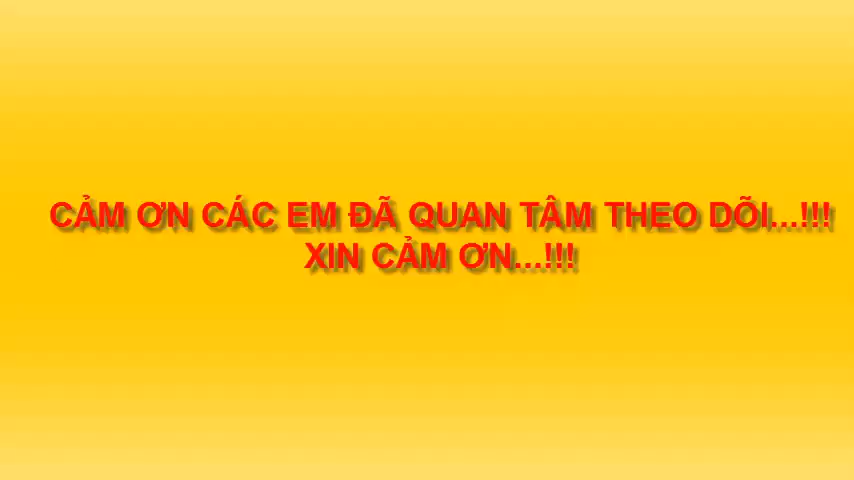 CẢM ƠN CÁC EM ĐÃ QUAN TÂM THEO DÕI...!!!
XIN CẢM ƠN...!!!